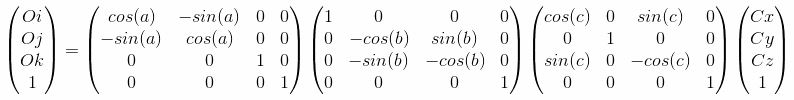 ⎛Oi⎞   ⎛cos(a) -sin(a) 0 0⎞ ⎛1 0 0 0⎞ ⎛cos(c) 0 sin(c) 0⎞ ⎛Cx⎞
⎜Oj⎟ = ⎜-sin(a) cos(a) 0 0⎟ ⎜0 -cos(b) sin(b) 0⎟ ⎜0 1 0 0⎟ ⎜Cy⎟
⎜Ok⎟   ⎜0 0 1 0⎟ ⎜0 -sin(b) -cos(b) 0⎟ ⎜sin(c) 0 -cos(c) 0⎟ ⎜Cz⎟
⎝1⎠   ⎝0 0 0 1⎠ ⎝0 0 0 1⎠ ⎝0 0 0 1⎠ ⎝1⎠